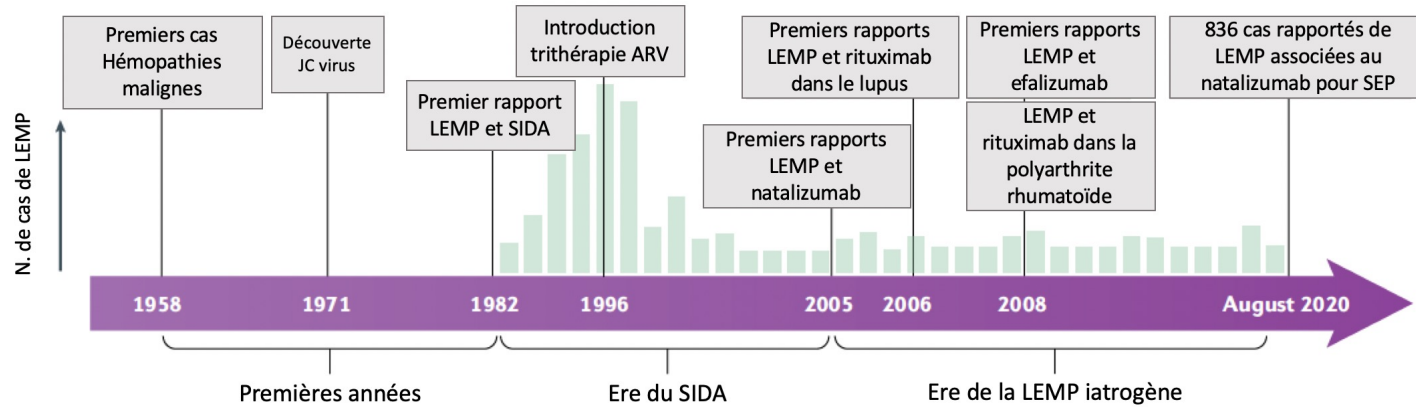 Premiers cas
Hémopathies
malignes
Découverte
JC virus
Premier rapport
LEMP et SIDA
Introduction
trithérapie ARV
Premiers rapports
LEMP et
natalizumab
Premiers rapports
LEMP et rituximab
dans le lupus
Premiers rapports
LEMP et
efalizumab
LEMP et
rituximab dans la
polyarthrite
rhumatoïde
836 cas rapportés de
LEMP associées au
natalizumab pour SEP
N. de cas de LEMP
1958
1971
1982
1996
2005
2006
2008
August 2020
Premières années
Ere du SIDA
Ere de la LEMP iatrogène